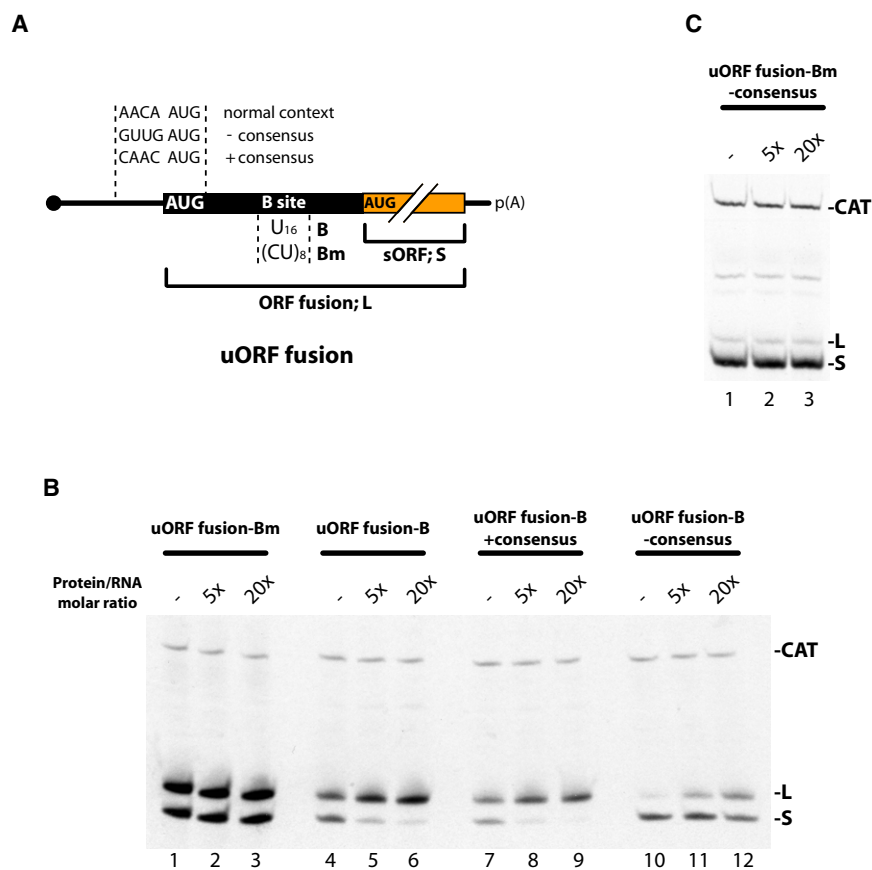 A
AACA AUG normal context
GUUG AUG - consensus
CAAC AUG + consensus
AUG B site AUG p(A)
U16 B
(CU)8 Bm
sORF; S
ORF fusion; L
uORF fusion
C
uORF fusion-Bm
-consensus
- 5x 20x
-CAT
-L
-S
1 2 3
B
uORF fusion-Bm uORF fusion-B uORF fusion-B +consensus uORF fusion-B -consensus
Protein/RNA
molar ratio
- 5x 20x - 5x 20x - 5x 20x - 5x 20x
-CAT
-L
-S
1 2 3 4 5 6 7 8 9 10 11 12